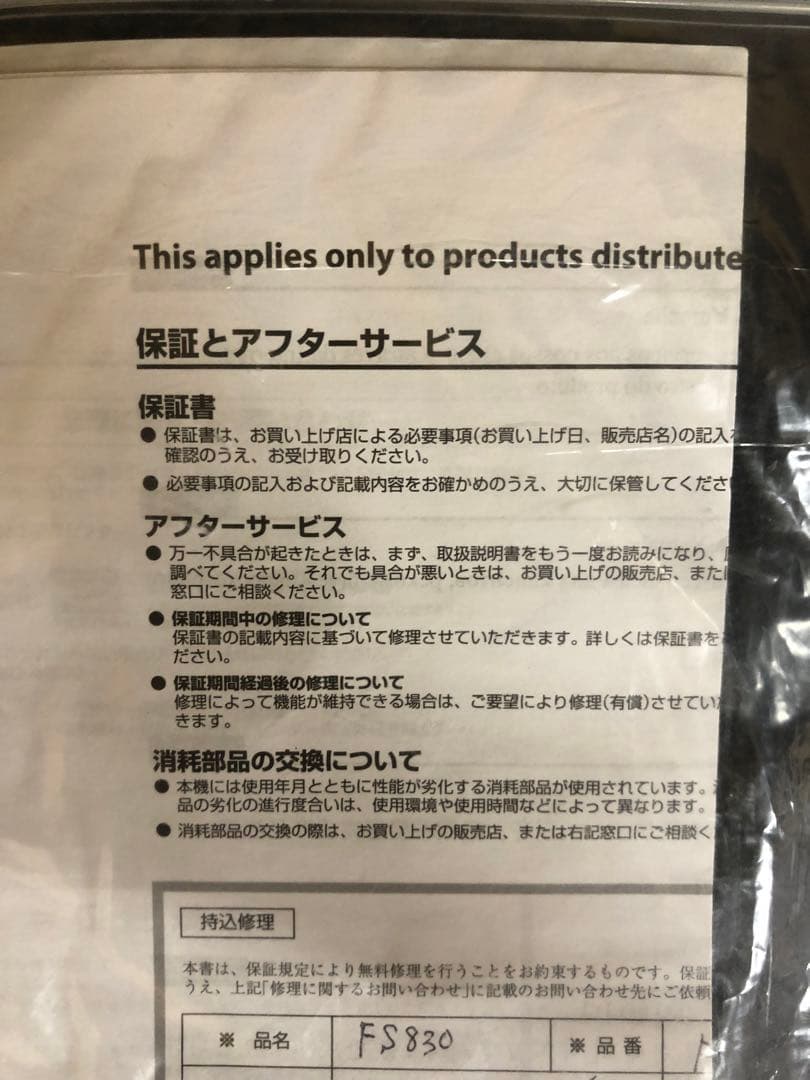 This applies only to products distribute
保証とアフターサービス
保証書
● 保証書は、お買い上げ店による必要事項(お買い上げ日、販売店名)の記入
確認のうえ、お受け取りください。
● 必要事項の記入および記載内容をお確かめのうえ、大切に保管してくださ
アフターサービス
● 万一不具合が起きたときは、まず、取扱説明書をもう一度お読みになり、
調べてください。それでも具合が悪いときは、お買い上げの販売店、また
窓口にご相談ください。
● 保証期間中の修理について
保証書の記載内容に基づいて修理させていただきます。詳しくは保証書を
ださい。
● 保証期間経過後の修理について
修理によって機能が維持できる場合は、ご要望により修理(有償)させてい
きます。
消耗部品の交換について
● 本機には使用年月とともに性能が劣化する消耗部品が使用されています。
品の劣化の進行度合いは、使用環境や使用時間などによって異なります。
● 消耗部品の交換の際は、お買い上げの販売店、または右記窓口にご相談く
持込修理
本書は、保証規定により無料修理を行うことをお約束するものです。保証
うえ、上記「修理に関するお問い合わせ」に記載のお問い合わせ先にご依頼
※ 品名 FS830 ※ 品番